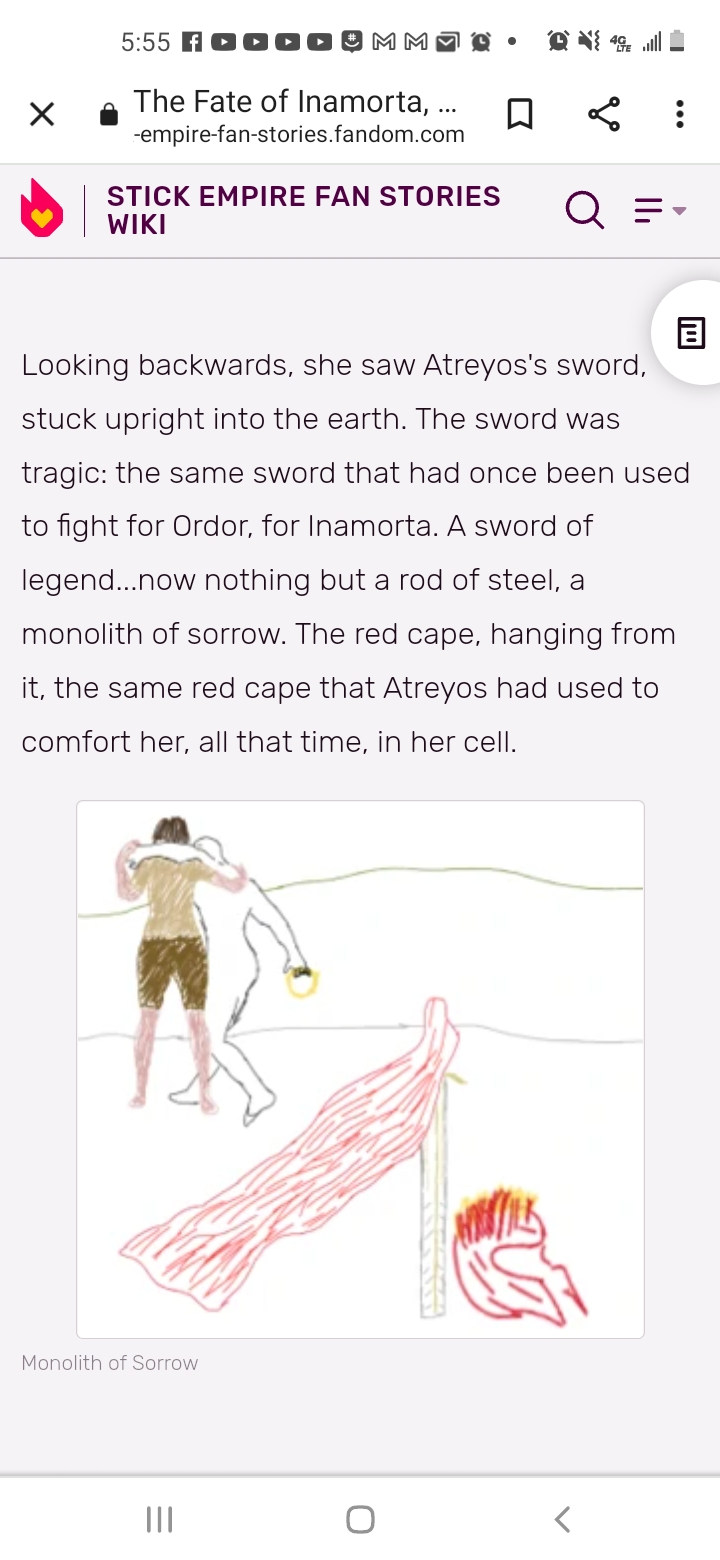 5:55
4G
LTE
The Fate of Inamorta, ...
-empire-fan-stories.fandom.com
STICK EMPIRE FAN STORIES
WIKI
Looking backwards, she saw Atreyos's sword,
stuck upright into the earth. The sword was
tragic: the same sword that had once been used
to fight for Ordor, for Inamorta. A sword of
legend...now nothing but a rod of steel, a
monolith of sorrow. The red cape, hanging from
it, the same red cape that Atreyos had used to
comfort her, all that time, in her cell.
Monolith of Sorrow